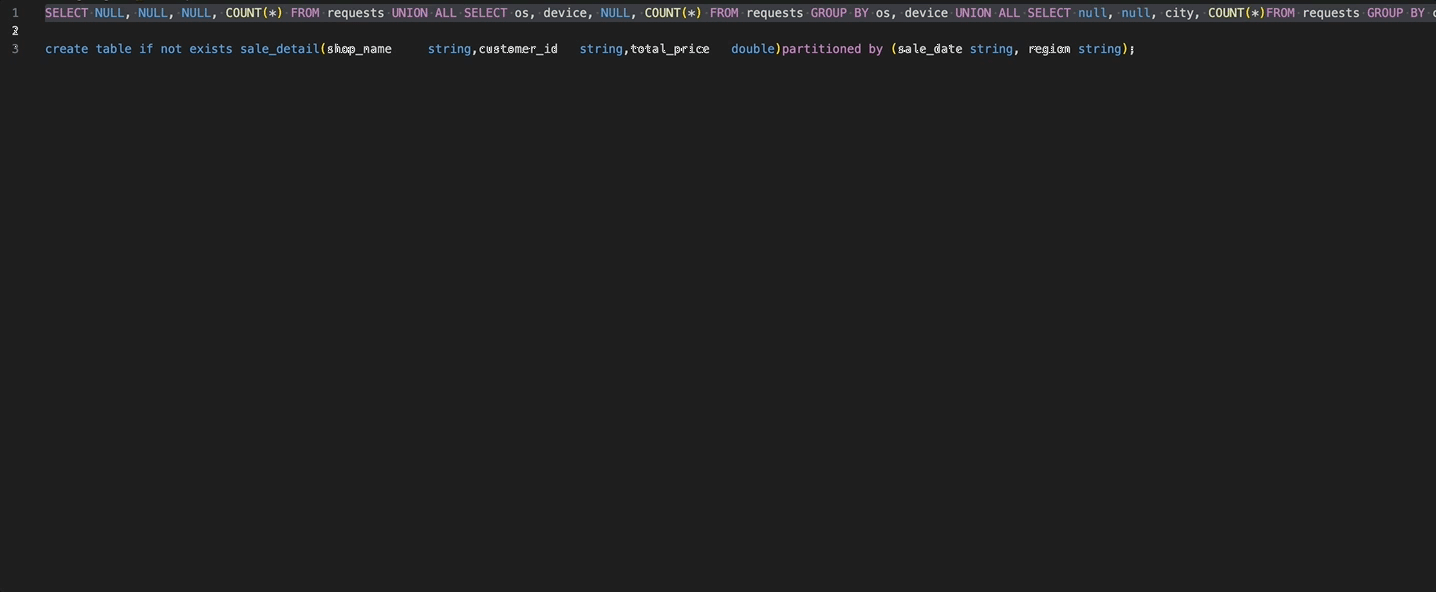 1 SELECT NULL, NULL, NULL, COUNT(*) FROM requests UNION ALL SELECT os, device, NULL, COUNT(*) FROM requests GROUP BY os, device UNION ALL SELECT null, null, city, COUNT(*)FROM requests GROUP BY
2
3 create table if not exists sale_detail(shop_name     string,customer_id   string,total_price   double)partitioned by (sale_date string, region string);